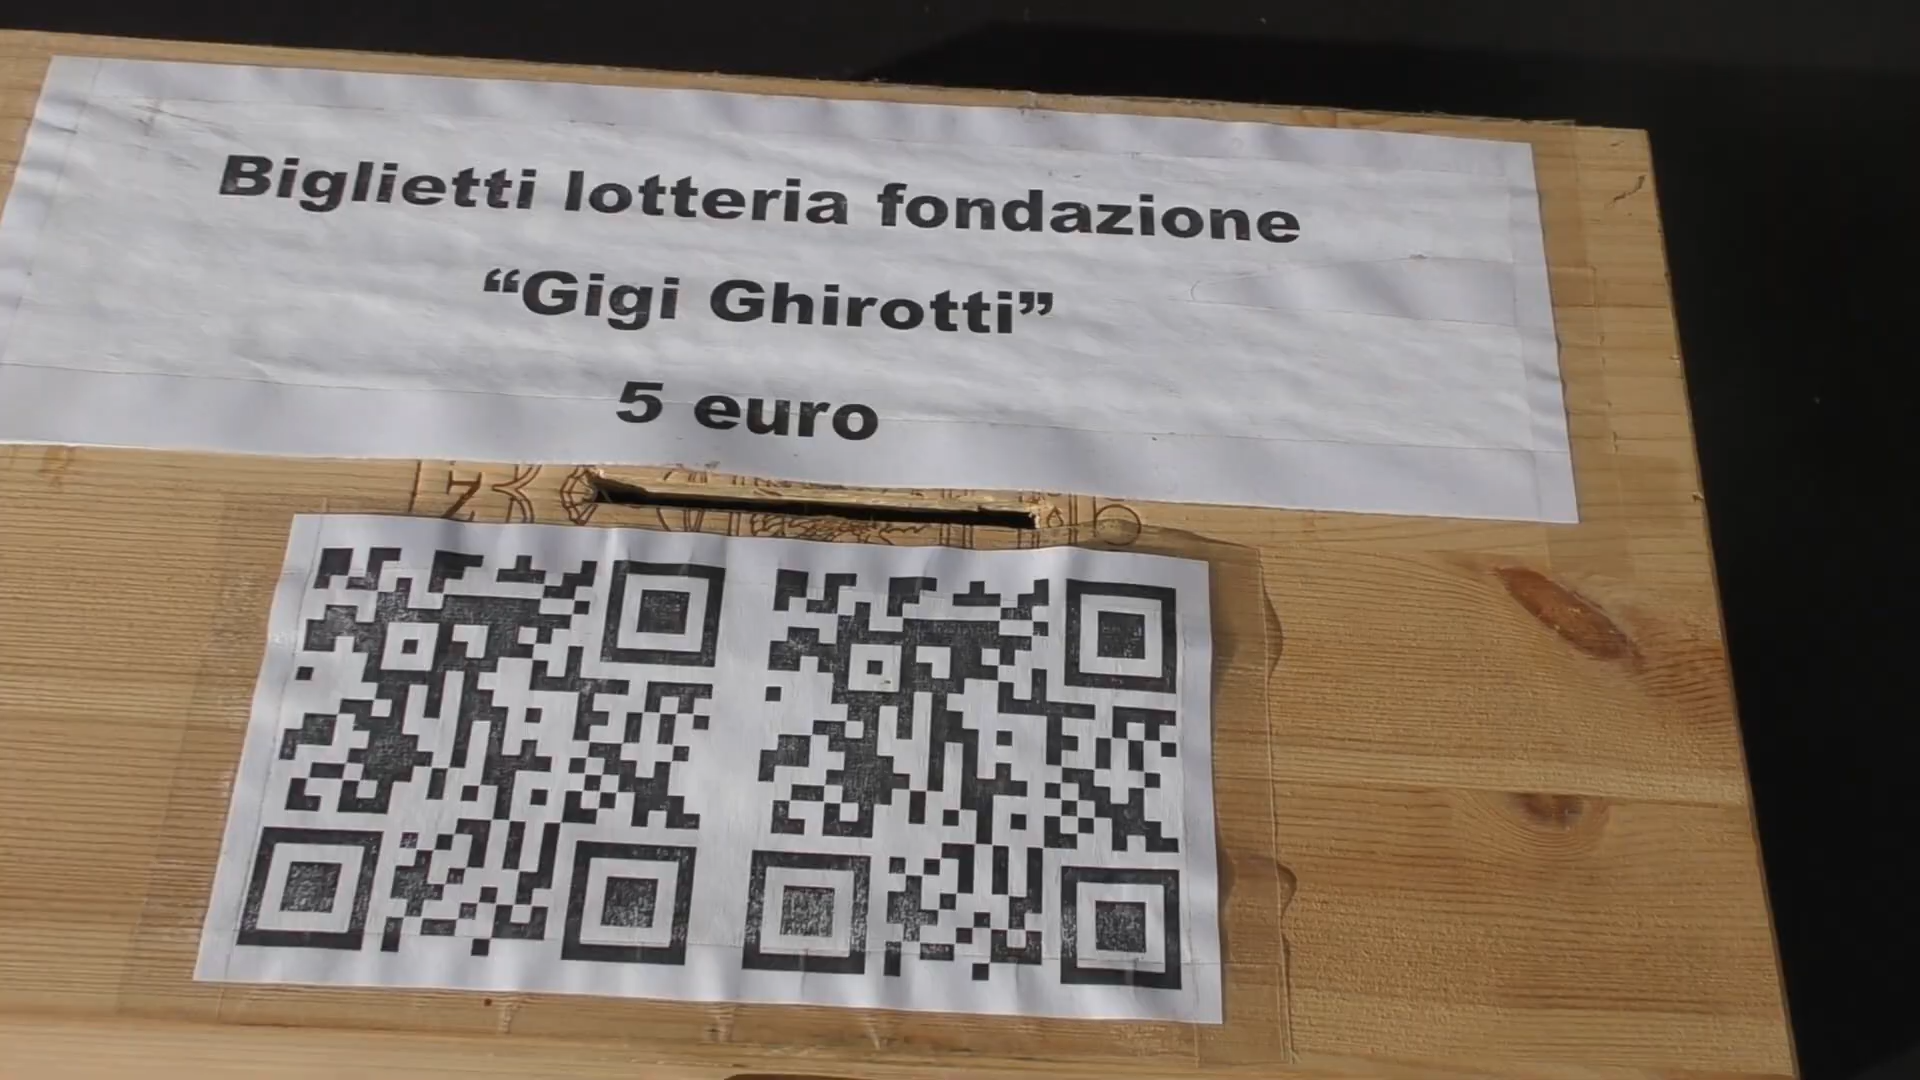 Biglietti lotteria fondazione
“Gigi Ghirotti”
5 euro